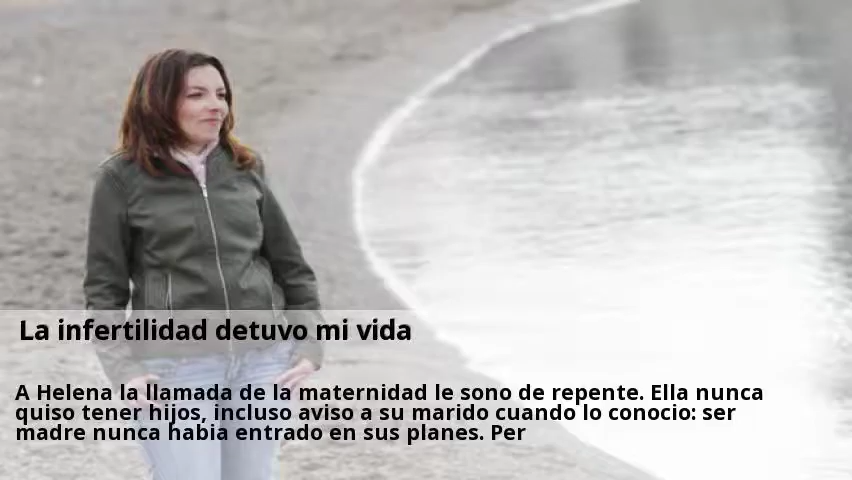 La infertilidad detuvo mi vida
A Helena la llamada de la maternidad le sono de repente. Ella nunca
quiso tener hijos, incluso aviso a su marido cuando lo conocio: ser
madre nunca habia entrado en sus planes. Per